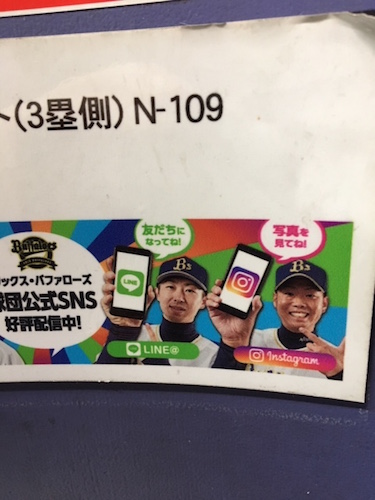 ト(3塁側) N-109
Buffaloes
ックス・バファローズ
球団公式SNS
好評配信中!
友だちに
なってね!
LINE
B's
LINE@
写真を
見てね!
B's
Instagram